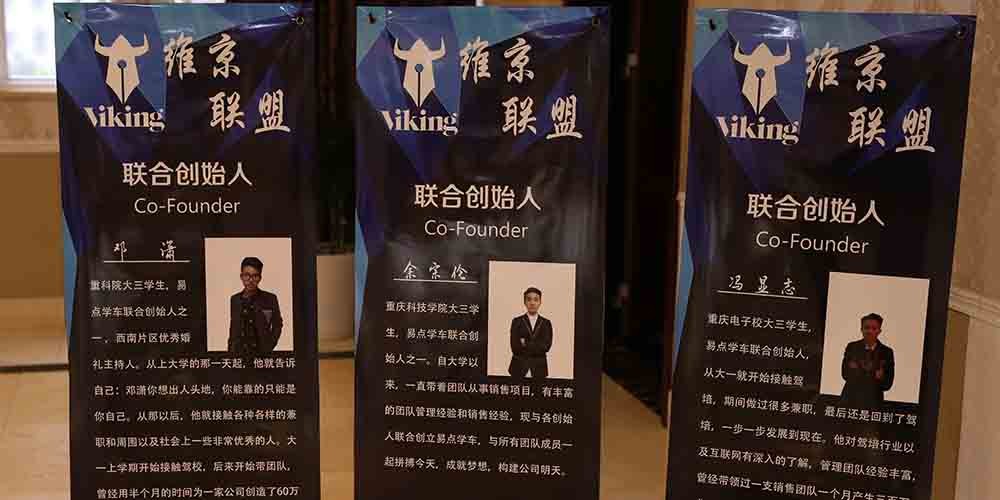 维京
联盟
Viking
联合创始人
Co-Founder
邓潇
重科院大三学生，易
点学车联合创始人之
一，西南片区优秀婚
礼主持人。从上大学的那一天起，他就告诉
自己：邓潇你想出人头地，你能靠的只能是
你自己。从那以后，他就接触各种各样的兼
职和周围以及社会上一些非常优秀的人。大
一上学期开始接触驾校，后来开始带团队，
曾经用半个月的时间为一家公司创造了60万
维京
联盟
Viking
联合创始人
Co-Founder
余宗伦
重庆科技学院大三学
生，易点学车联合创
始人之一。自大学以
来，一直带着团队从事销售项目，有丰富
的团队管理经验和销售经验，现与各创始
人联合创立易点学车，与所有团队成员一
起拼搏今天，成就梦想，构建公司明天。
维京
联盟
Viking
联合创始人
Co-Founder
冯显志
重庆电子校大三学生，
易点学车联合创始人，
从大一就开始接触驾
培，期间做过很多兼职，最后还是回到了驾
培，一步一步发展到现在。他对驾培行业以
及互联网有深入的了解，管理团队经验丰富，
曾经带领过一支销售团队一个月产生